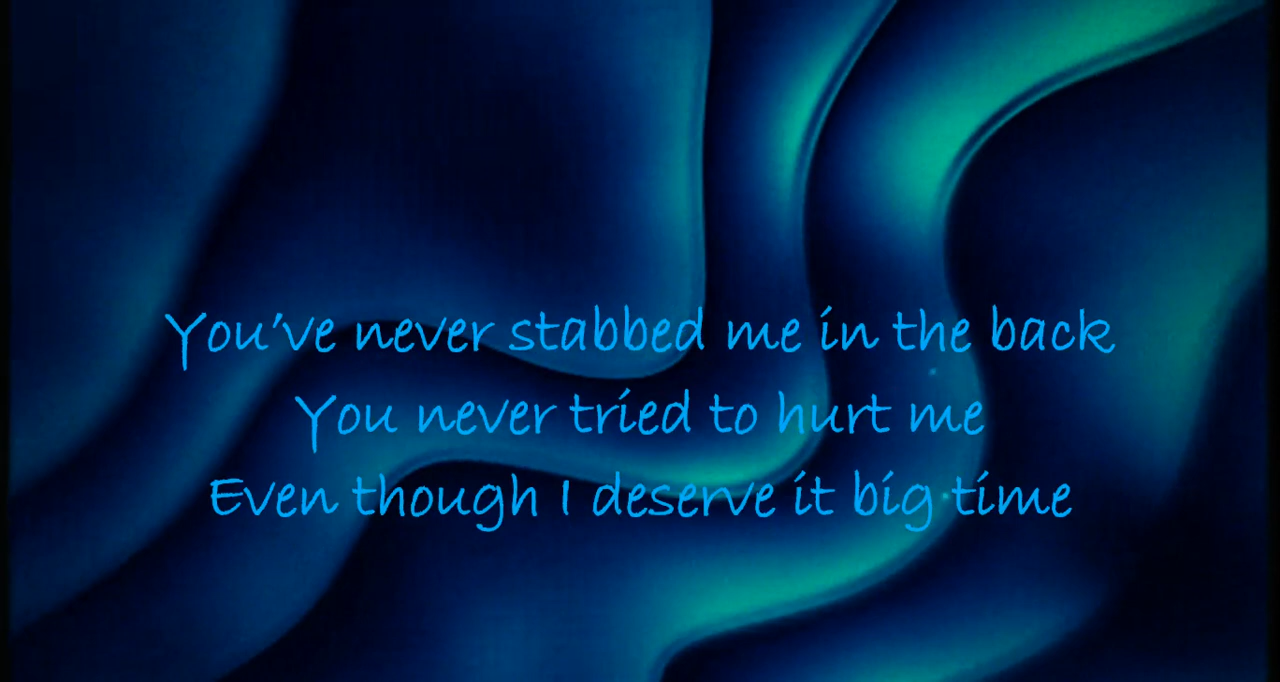 You've never stabbed me in the back
You never tried to hurt me
Even though I deserve it big time